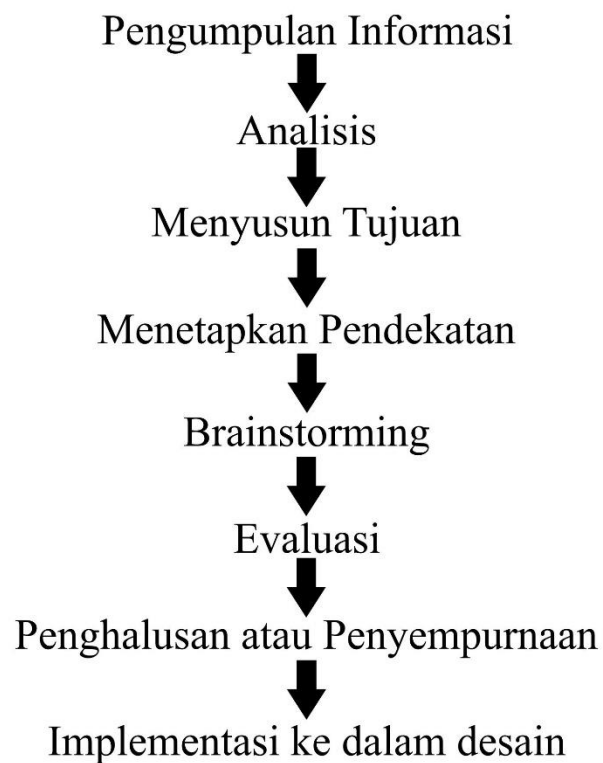 Pengumpulan Informasi
Analisis
Menyusun Tujuan
Menetapkan Pendekatan
Brainstorming
Evaluasi
Penghalusan atau Penyempurnaan
Implementasi ke dalam desain